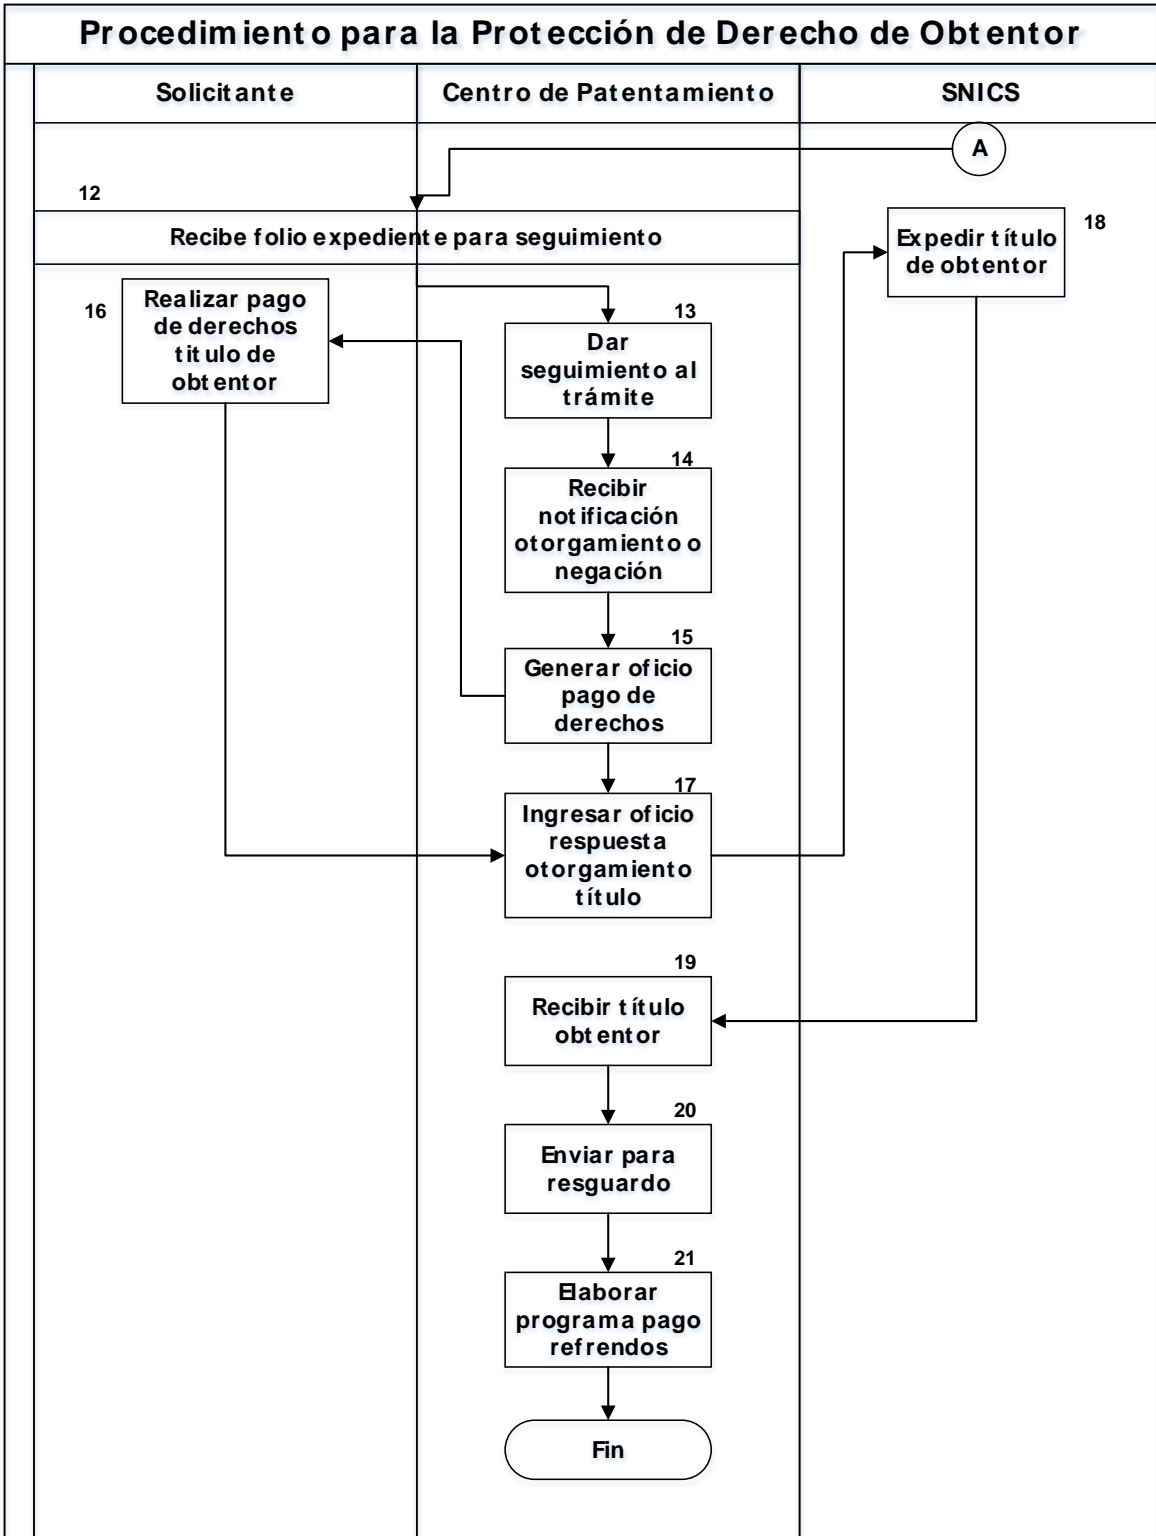 Procedimiento para la Protección de Derecho de Obtentor
Solicitante
Centro de Patentamiento
SNICS
A
12
Recibe folio expediente para seguimiento
18
Expedir título
de obtentor
16
Realizar pago
de derechos
titulo de
obtentor
13
Dar
seguimiento al
trámite
14
Recibir
notificación
otorgamiento o
negación
15
Generar oficio
pago de
derechos
17
Ingresar oficio
respuesta
otorgamiento
título
19
Recibir título
obtentor
20
Enviar para
resguardo
21
Elaborar
programa pago
refrendos
Fin